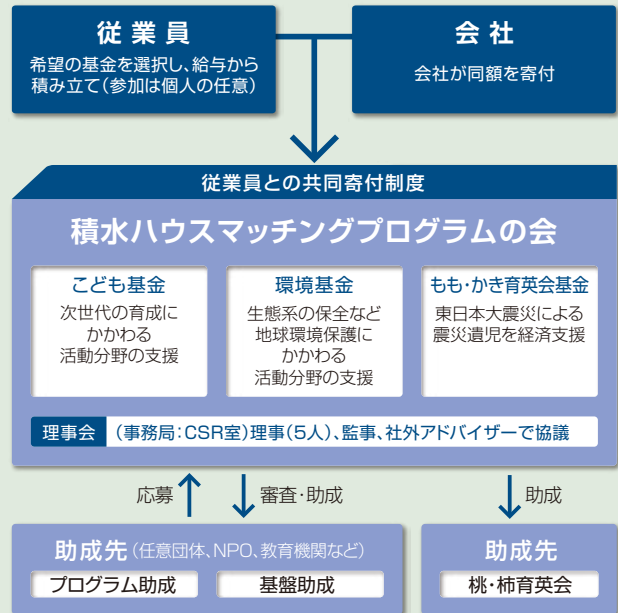 従業員
希望の基金を選択し、給与から
積み立て(参加は個人の任意)
会社
会社が同額を寄付
従業員との共同寄付制度
積水ハウスマッチングプログラムの会
こども基金
次世代の育成に
かかわる
活動分野の支援
環境基金
生態系の保全など
地球環境保護に
かかわる
活動分野の支援
もも・かき育英会基金
東日本大震災による
震災遺児を経済支援
理事会 (事務局:CSR室)理事(5人)、監事、社外アドバイザーで協議
応募 審査・助成 助成
助成先(任意団体、NPO、教育機関など)
プログラム助成 基盤助成
助成先
桃・柿育英会